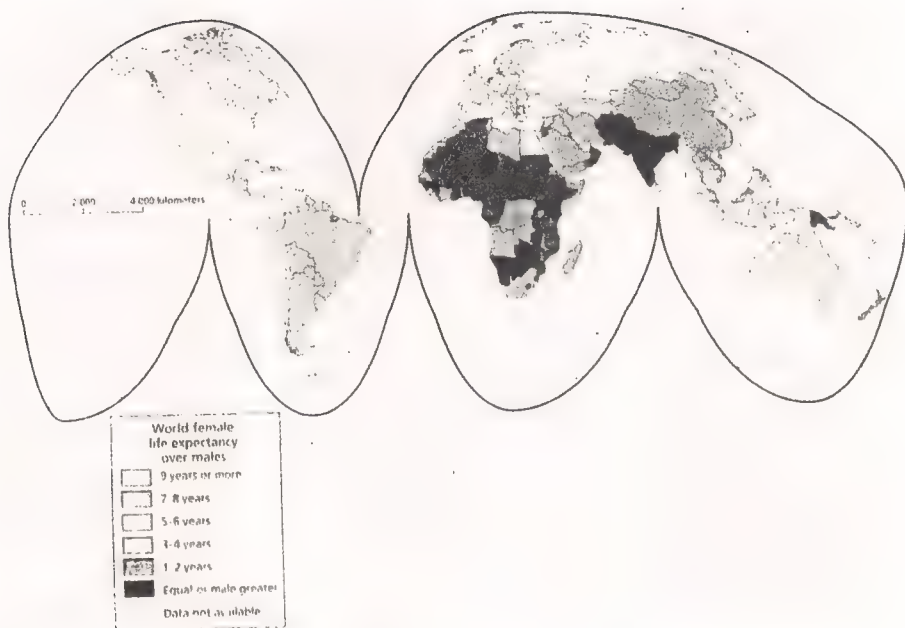 0 2 000 4 000 kilometers
World female
life expectancy
over males
9 years or more
7-8 years
5-6 years
3-4 years
1-2 years
Equal or male greater
Data not available